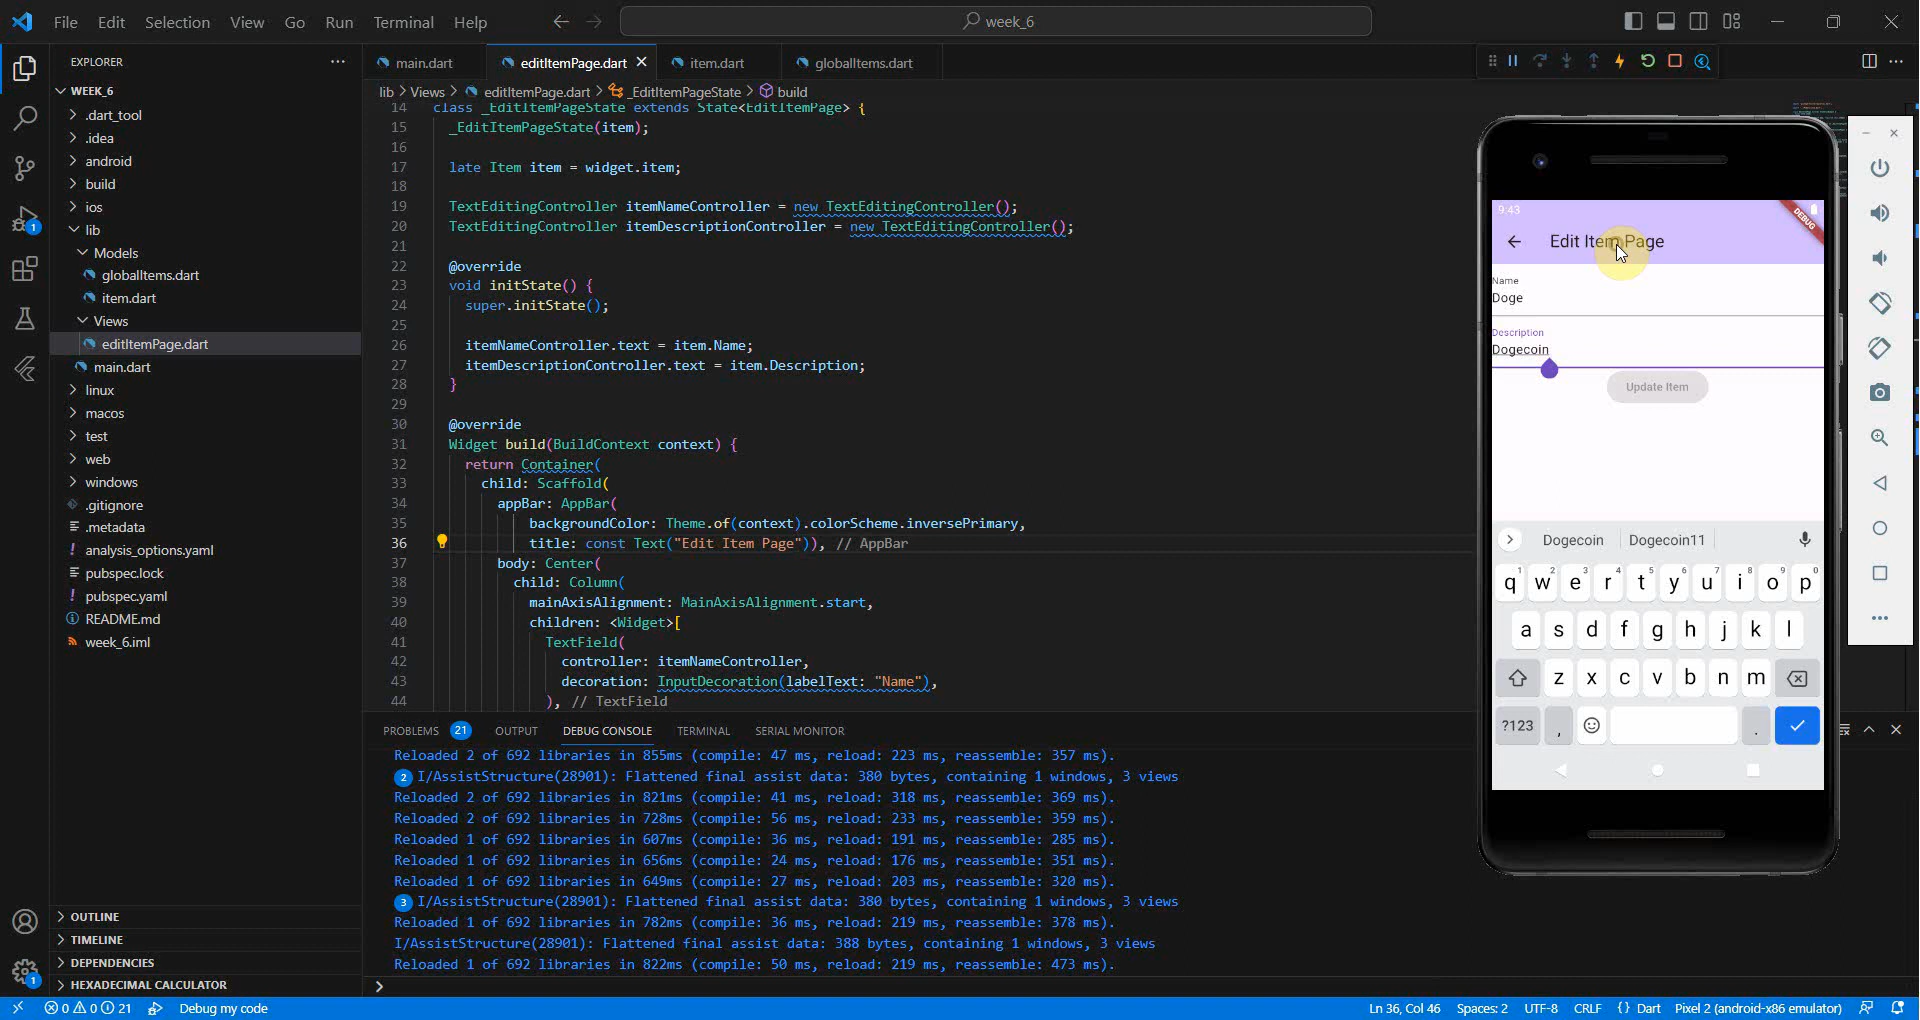 File Edit Selection View Go Run Terminal Help
week_6
EXPLORER
WEEK_6
.dart_tool
.idea
android
build
ios
lib
Models
globalItems.dart
item.dart
Views
editItemPage.dart
main.dart
linux
macos
test
web
windows
.gitignore
.metadata
analysis_options.yaml
pubspec.lock
pubspec.yaml
README.md
week_6.iml
OUTLINE
TIMELINE
DEPENDENCIES
HEXADECIMAL CALCULATOR
main.dart editItemPage.dart item.dart globalItems.dart
lib > Views > editItemPage.dart > _EditItemPageState > build
14 class _EditItemPageState extends State<EditItemPage> {
15 _EditItemPageState(item);
16
17 late Item item = widget.item;
18
19 TextEditingController itemNameController = new TextEditingController();
20 TextEditingController itemDescriptionController = new TextEditingController();
21
22 @override
23 void initState() {
24 super.initState();
25
26 itemNameController.text = item.Name;
27 itemDescriptionController.text = item.Description;
28 }
29
30 @override
31 Widget build(BuildContext context) {
32 return Container(
33 child: Scaffold(
34 appBar: AppBar(
35 backgroundColor: Theme.of(context).colorScheme.inversePrimary,
36 title: const Text("Edit Item Page")), // AppBar
37 body: Center(
38 child: Column(
39 mainAxisAlignment: MainAxisAlignment.start,
40 children: <Widget>[
41 TextField(
42 controller: itemNameController,
43 decoration: InputDecoration(labelText: "Name"),
44 ), // TextField
PROBLEMS 21 OUTPUT DEBUG CONSOLE TERMINAL SERIAL MONITOR
Reloaded 2 of 692 libraries in 855ms (compile: 47 ms, reload: 223 ms, reassemble: 357 ms).
2 I/AssistStructure(28901): Flattened final assist data: 380 bytes, containing 1 windows, 3 views
Reloaded 2 of 692 libraries in 821ms (compile: 41 ms, reload: 318 ms, reassemble: 369 ms).
Reloaded 2 of 692 libraries in 728ms (compile: 56 ms, reload: 233 ms, reassemble: 359 ms).
Reloaded 1 of 692 libraries in 607ms (compile: 36 ms, reload: 191 ms, reassemble: 285 ms).
Reloaded 1 of 692 libraries in 656ms (compile: 24 ms, reload: 176 ms, reassemble: 351 ms).
Reloaded 1 of 692 libraries in 649ms (compile: 27 ms, reload: 203 ms, reassemble: 320 ms).
3 I/AssistStructure(28901): Flattened final assist data: 380 bytes, containing 1 windows, 3 views
Reloaded 1 of 692 libraries in 782ms (compile: 36 ms, reload: 219 ms, reassemble: 378 ms).
I/AssistStructure(28901): Flattened final assist data: 388 bytes, containing 1 windows, 3 views
Reloaded 1 of 692 libraries in 822ms (compile: 50 ms, reload: 219 ms, reassemble: 473 ms).
9:43
DEBUG
Edit Item Page
Name
Doge
Description
Dogecoin
Update Item
Dogecoin Dogecoin11
q1 w2 e3 r4 t5 y6 u7 i8 o9 p0
a s d f g h j k l
z x c v b n m
?123 , .
1
1
0 0 21 Debug my code
Ln 36, Col 46 Spaces: 2 UTF-8 CRLF {} Dart Pixel 2 (android-x86 emulator)